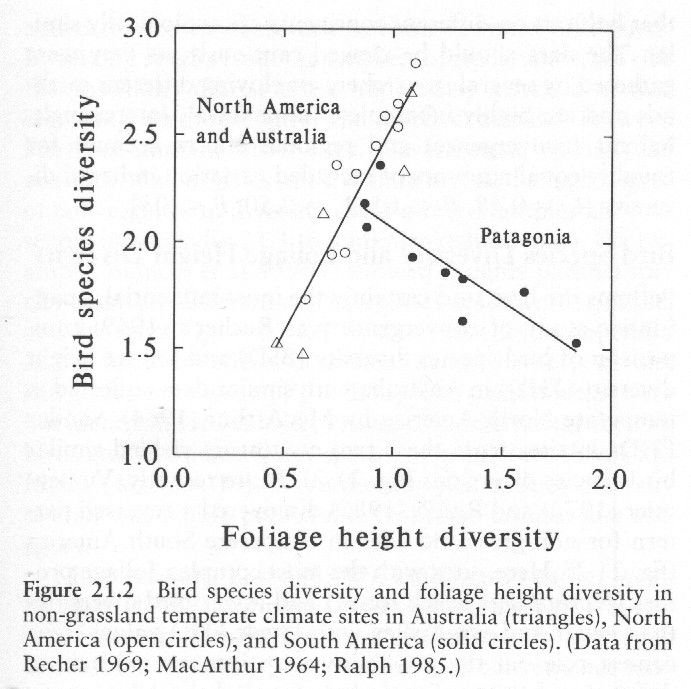 3.0
North America
and Australia
2.5
2.0
Patagonia
1.5
1.0
Bird species diversity
0.0 0.5 1.0 1.5 2.0
Foliage height diversity
Figure 21.2 Bird species diversity and foliage height diversity in
non-grassland temperate climate sites in Australia (triangles), North
America (open circles), and South America (solid circles). (Data from
Recher 1969; MacArthur 1964; Ralph 1985.)